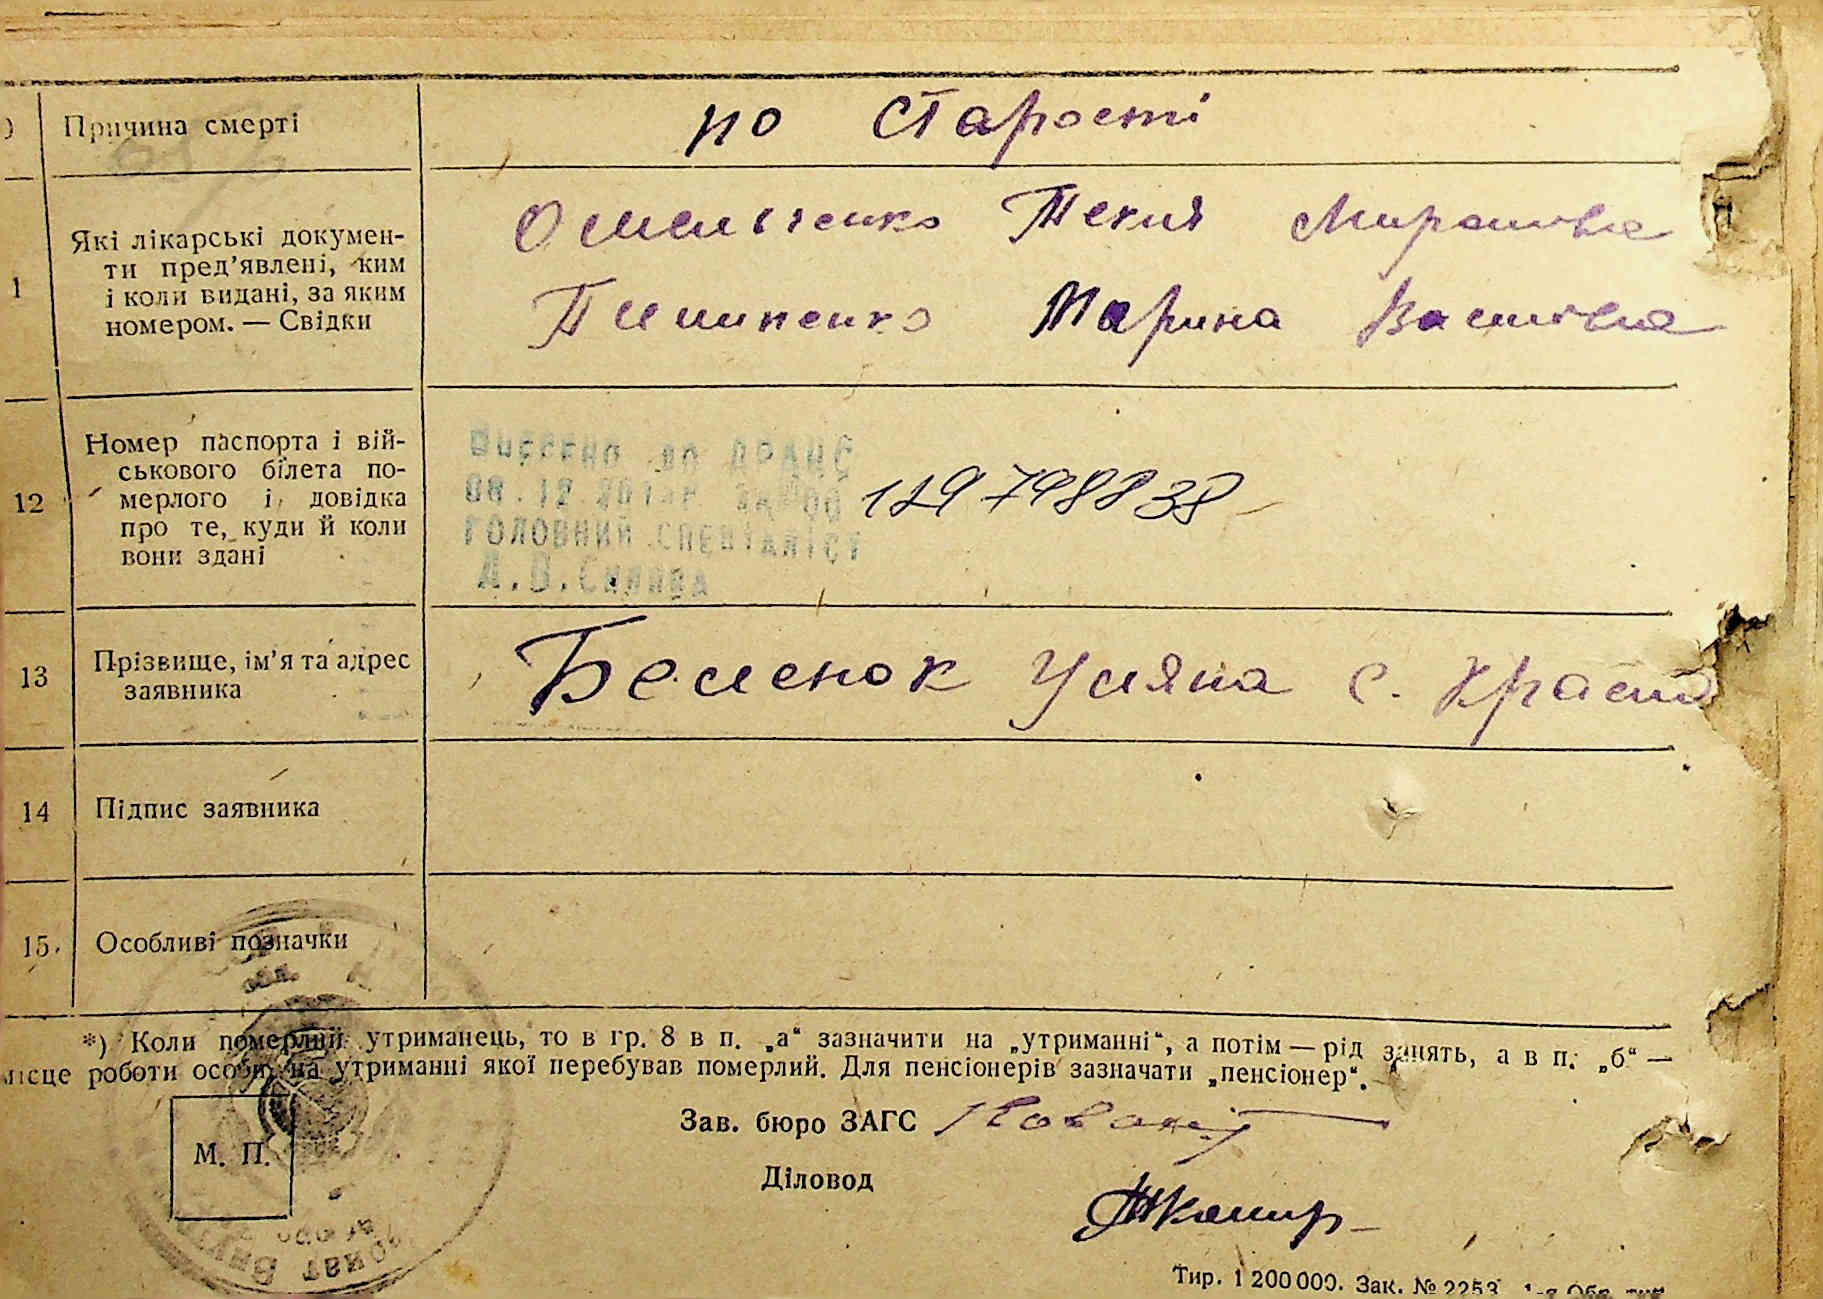 Причина смерті
по старості
1
Які лікарські докумен-
ти пред’явлені, ким
і коли видані, за яким
номером. — Свідки
Омельченко Текля
Пилипенко Марина
12
Номер паспорта і вій-
ськового білета по-
мерлого і довідка
про те, куди й коли
вони здані
Внесено до ДРАЦС
ГОЛОВНИЙ СПЕЦІАЛІСТ
13
Прізвище, ім’я та адрес
заявника
Беленок Уляна с.
14
Підпис заявника
15
Особливі позначки
*) Коли померлий утриманець, то в гр. 8 в п. „а“ зазначити на „утриманні“, а потім — рід занять, а в п. „б“ —
місце роботи особи, на утриманні якої перебував померлий. Для пенсіонерів зазначати „пенсіонер“.
Зав. бюро ЗАГС
М. П.
Діловод
Тир. 1 200 000. Зак. № 2253